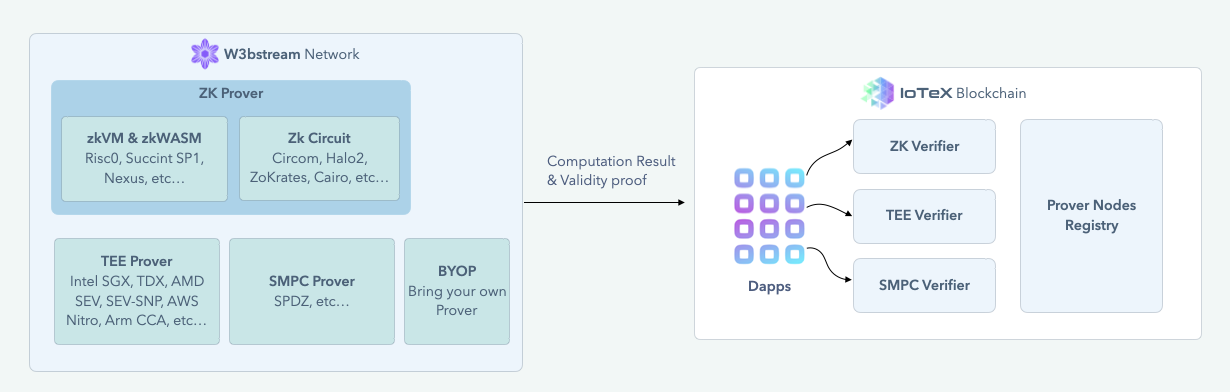 W3bstream Network
ZK Prover
zkVM & zkWASM
Risc0, Succint SP1,
Nexus, etc...
Zk Circuit
Circom, Halo2,
ZoKrates, Cairo, etc...
TEE Prover
Intel SGX, TDX, AMD
SEV, SEV-SNP, AWS
Nitro, Arm CCA, etc...
SMPC Prover
SPDZ, etc...
BYOP
Bring your own
Prover
Computation Result
& Validity proof
IoTeX Blockchain
Dapps
ZK Verifier
TEE Verifier
SMPC Verifier
Prover Nodes
Registry